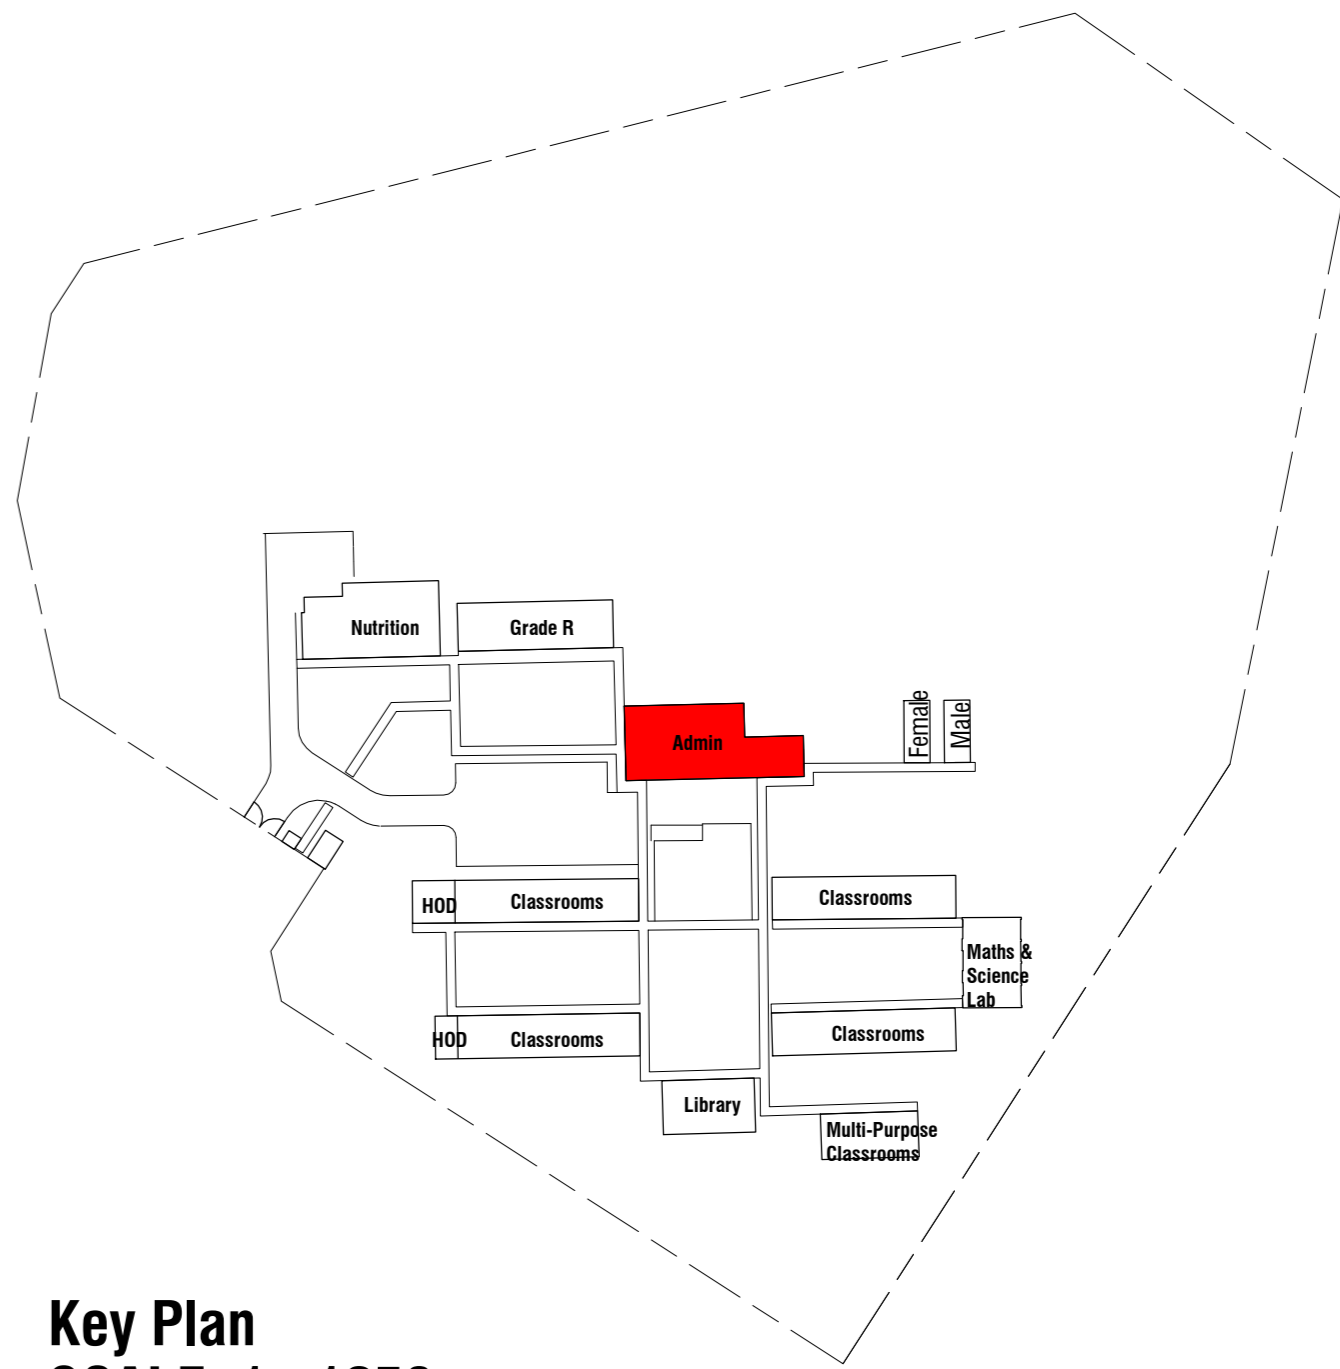 Nutrition
Grade R
Admin
Female
Male
HOD
Classrooms
Classrooms
Maths &
Science
Lab
HOD
Classrooms
Classrooms
Library
Multi-Purpose
Classrooms
Key Plan